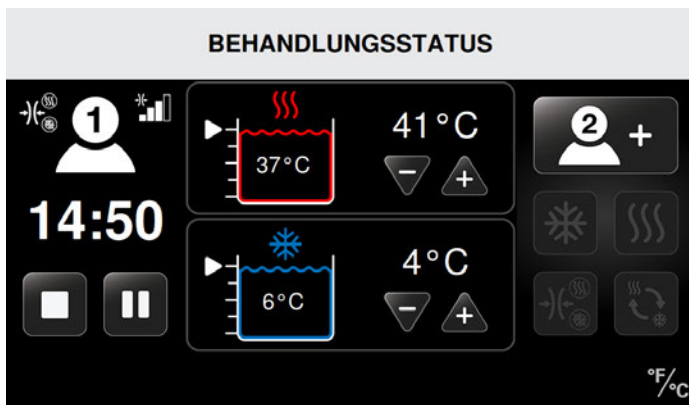 BEHANDLUNGSSTATUS
1
14:50
37°C
41°C
- +
6°C
4°C
- +
2 +
°F/°C